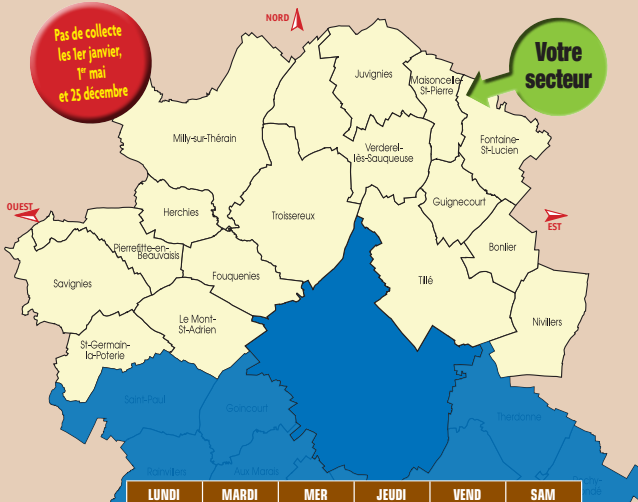 NORD
Pas de collecte
les 1er janvier,
1er mai
et 25 décembre
Votre
secteur
Juvignies
Maisoncelle-
St-Pierre
Milly-sur-Thérain
Verderel-
lès-Sauqueuse
Fontaine-
St-Lucien
OUEST
Herchies
Troissereux
Guignecourt
EST
Pierrefitte-en-
Beauvaisis
Bonlier
Savignies
Fouquenies
Tillé
Nivillers
Le Mont-
St-Adrien
St-Germain-
la-Poterie
Saint-Paul
Goincourt
Therdonne
Rainvillers
Aux Marais
LUNDI MARDI MER JEUDI VEND SAM